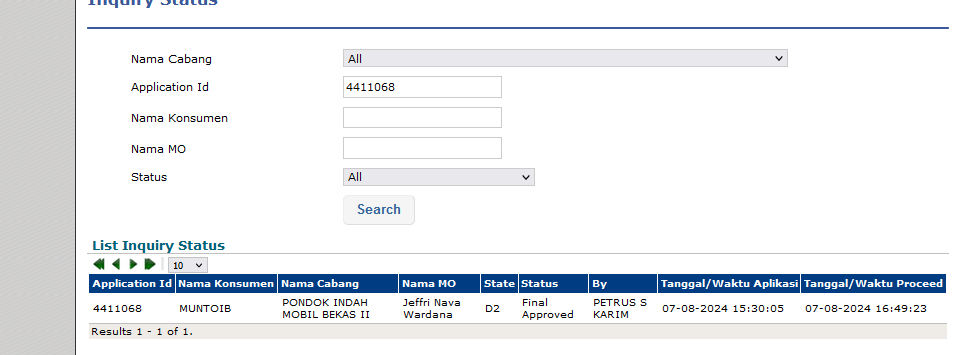 Inquiry Status
Nama Cabang All
Application Id 4411068
Nama Konsumen
Nama MO
Status All
Search
List Inquiry Status
10
Application Id Nama Konsumen Nama Cabang Nama MO State Status By Tanggal/Waktu Aplikasi Tanggal/Waktu Proceed
4411068 MUNTOIB PONDOK INDAH MOBIL BEKAS II Jeffri Nava Wardana D2 Final Approved PETRUS S KARIM 07-08-2024 15:30:05 07-08-2024 16:49:23
Results 1 - 1 of 1.